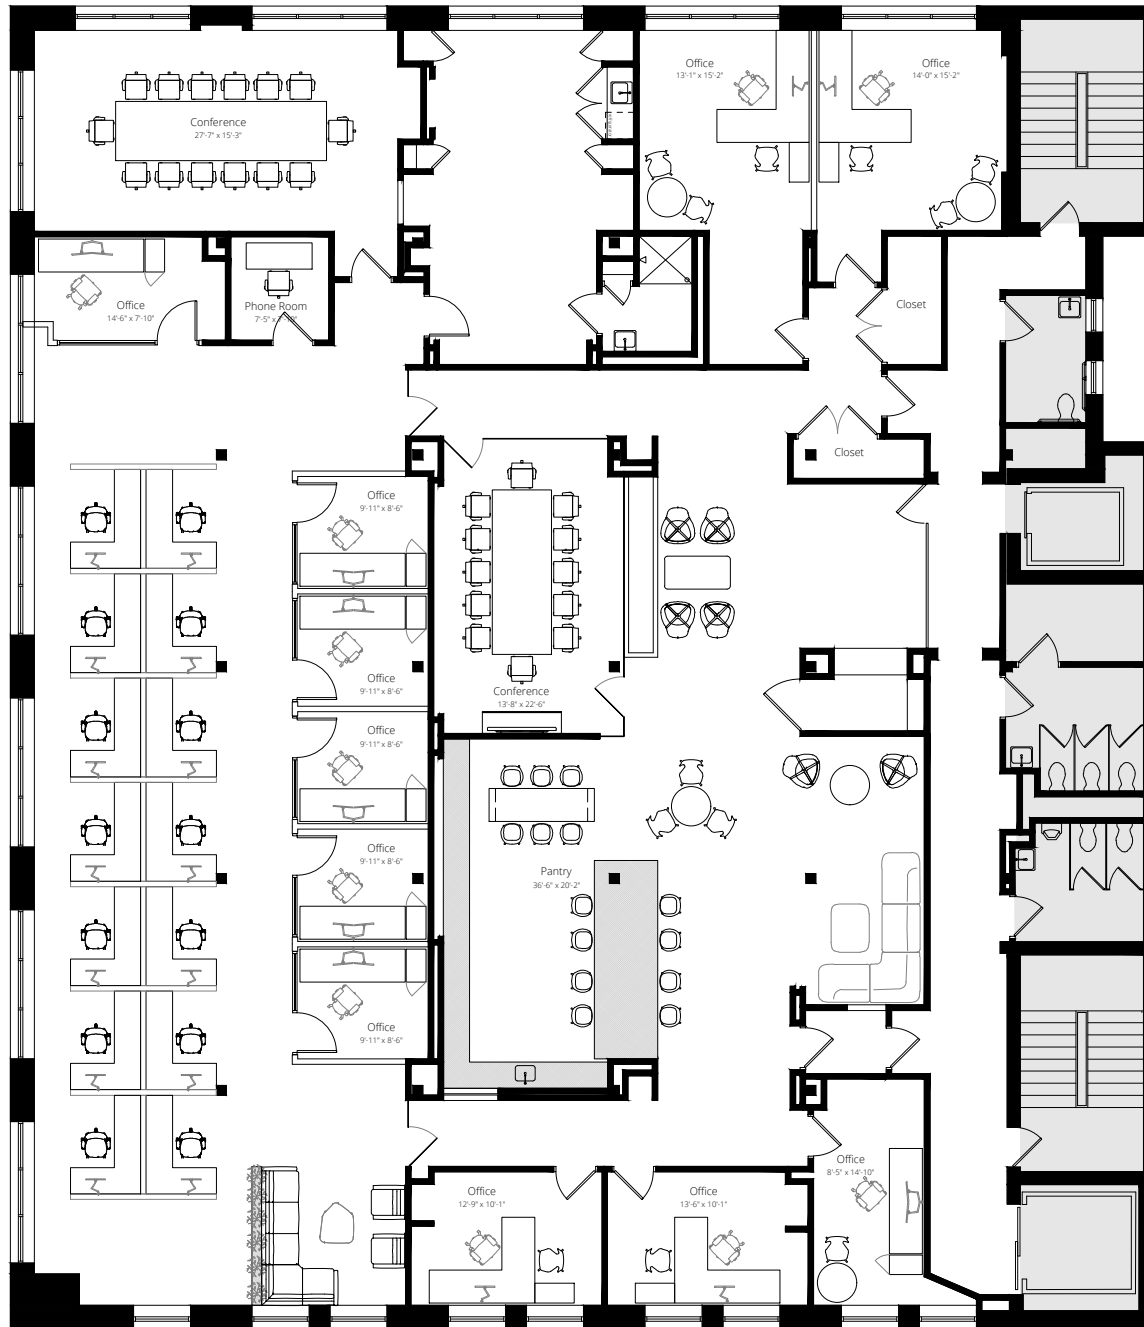 Conference
27'-7" x 15'-3"
Office
13'-1" x 15'-2"
Office
14'-0" x 15'-2"
Office
14'-6" x 7'-10"
Phone Room
Closet
Closet
Office
9'-11" x 8'-6"
Office
9'-11" x 8'-6"
Office
9'-11" x 8'-6"
Office
9'-11" x 8'-6"
Office
9'-11" x 8'-6"
Conference
13'-8" x 22'-6"
Pantry
36'-6" x 20'-2"
Office
8'-5" x 14'-10"
Office
12'-9" x 10'-1"
Office
13'-6" x 10'-1"